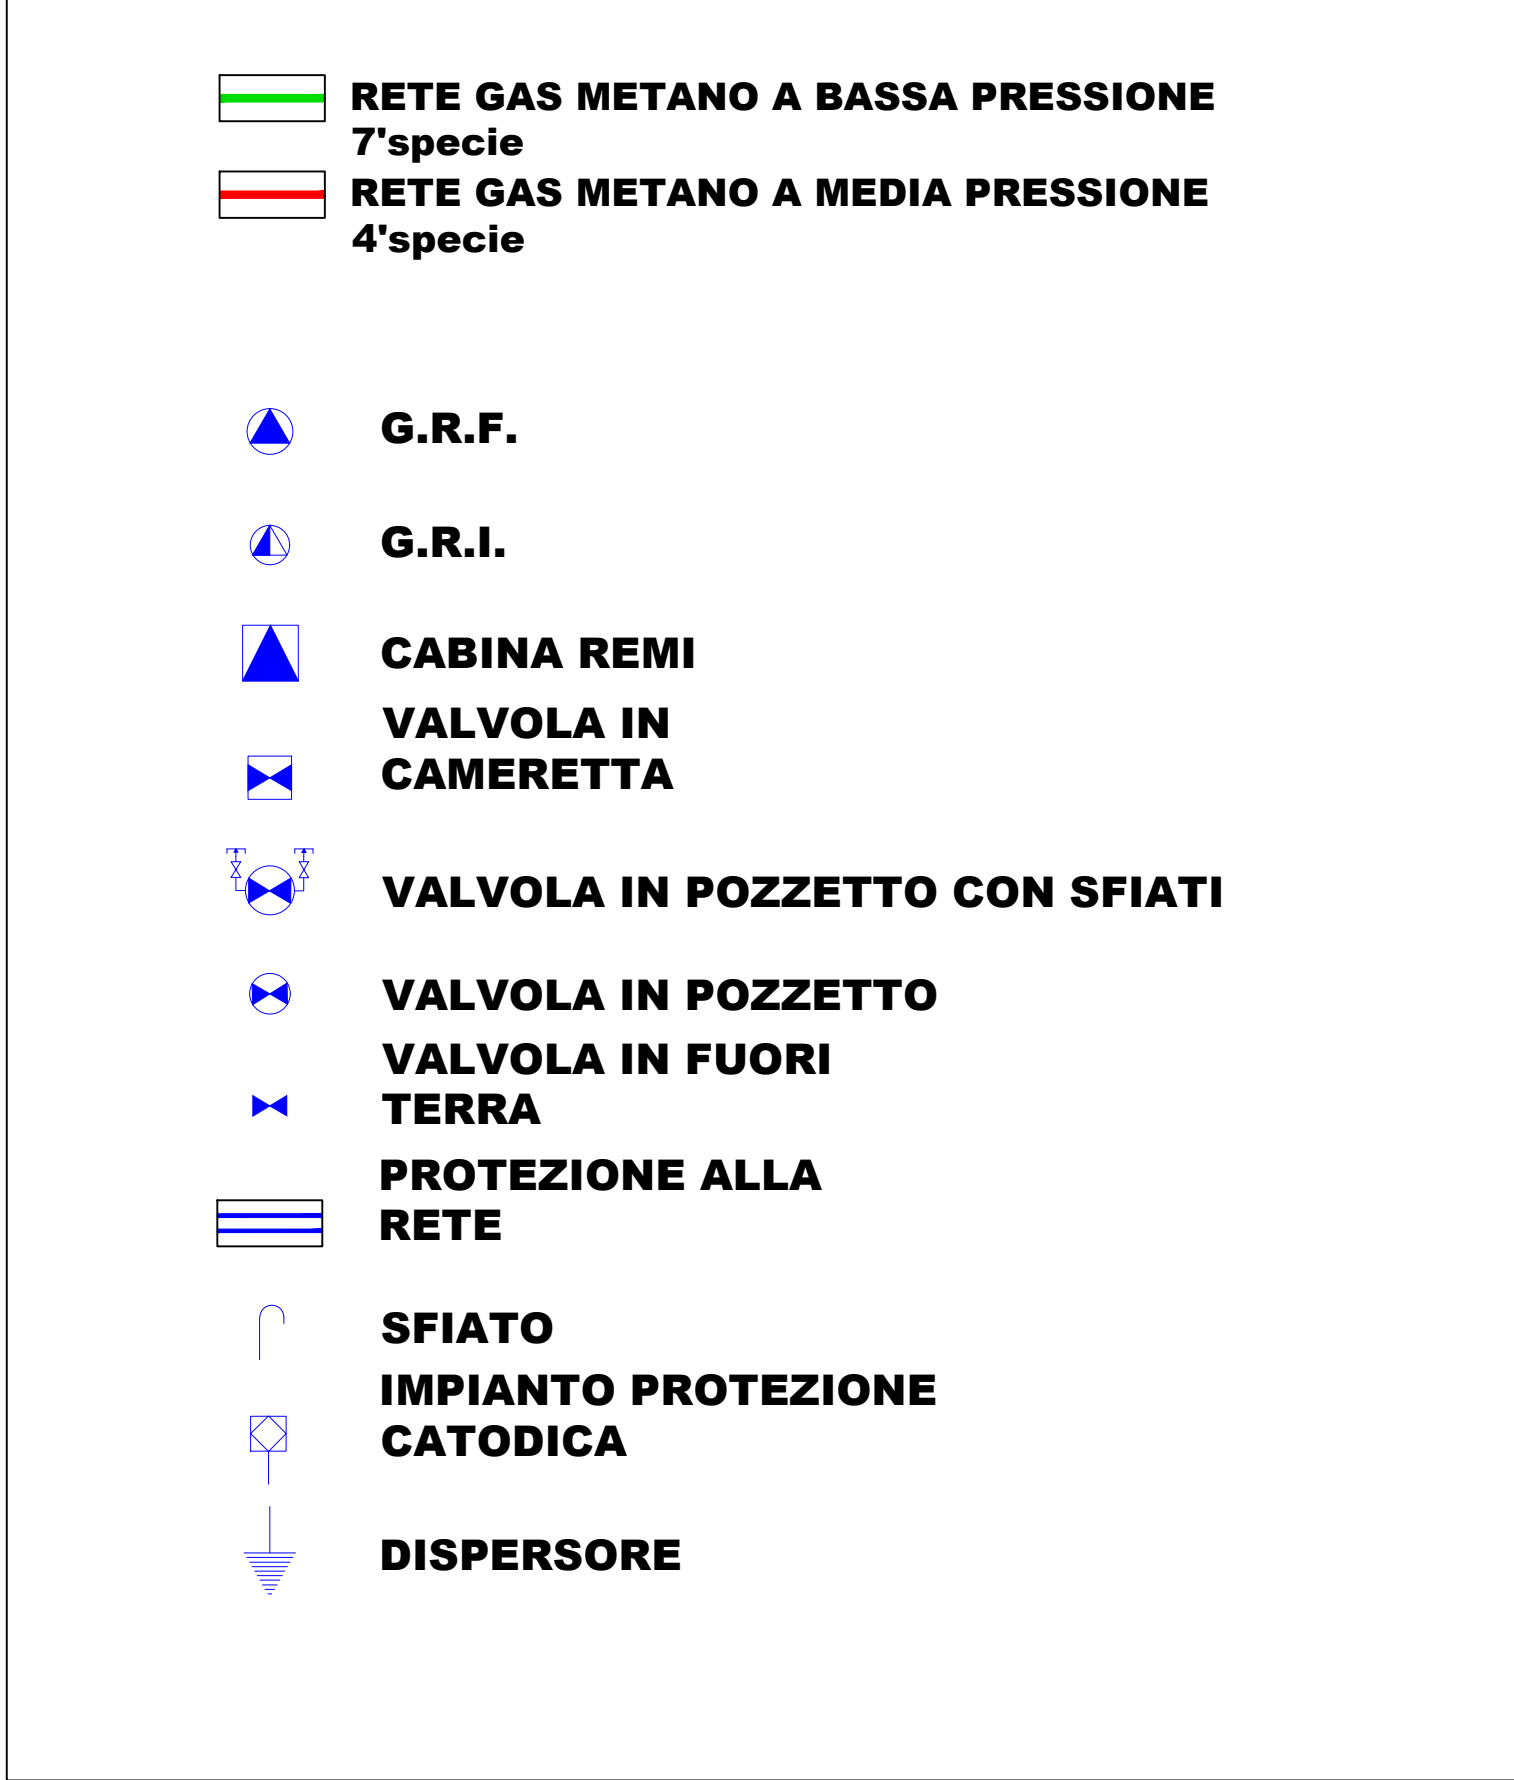 RETE GAS METANO A BASSA PRESSIONE
7'specie
RETE GAS METANO A MEDIA PRESSIONE
4'specie
G.R.F.
G.R.I.
CABINA REMI
VALVOLA IN
CAMERETTA
VALVOLA IN POZZETTO CON SFIATI
VALVOLA IN POZZETTO
VALVOLA IN FUORI
TERRA
PROTEZIONE ALLA
RETE
SFIATO
IMPIANTO PROTEZIONE
CATODICA
DISPERSORE